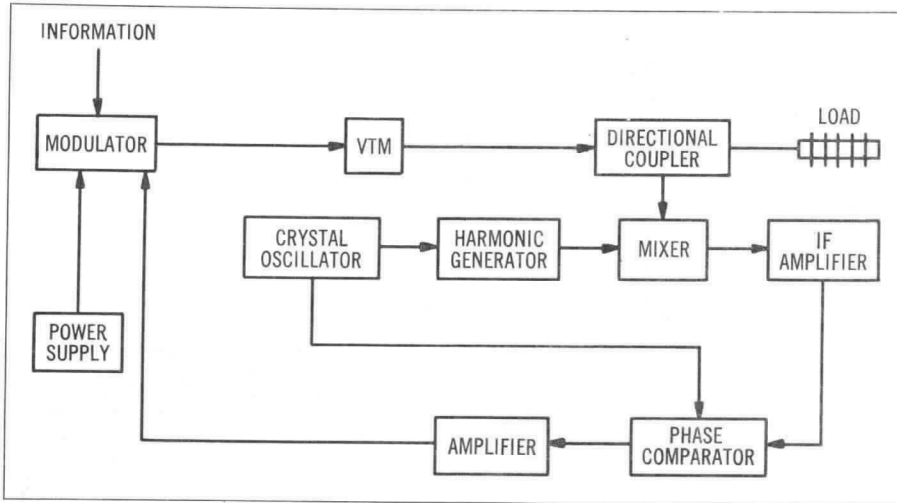 INFORMATION
MODULATOR
VTM
DIRECTIONAL
COUPLER
LOAD
CRYSTAL
OSCILLATOR
HARMONIC
GENERATOR
MIXER
IF
AMPLIFIER
POWER
SUPPLY
AMPLIFIER
PHASE
COMPARATOR